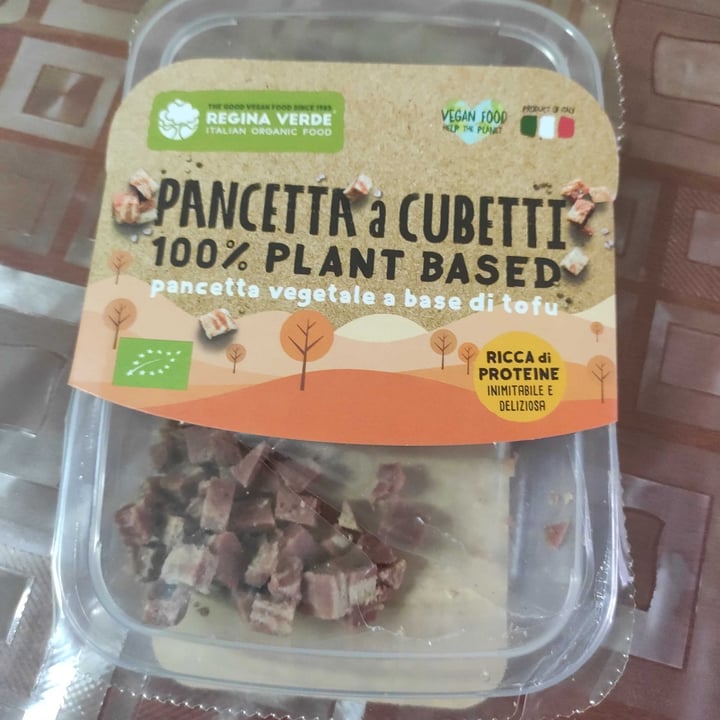 THE GOOD VEGAN FOOD SINCE 1985
REGINA VERDE
ITALIAN ORGANIC FOOD
VEGAN FOOD
HELP THE PLANET
PRODUCT OF ITALY
PANCETTA a CUBETTI
100% PLANT BASED
pancetta vegetale a base di tofu
RICCA di
PROTEINE
INIMITABILE E
DELIZIOSA